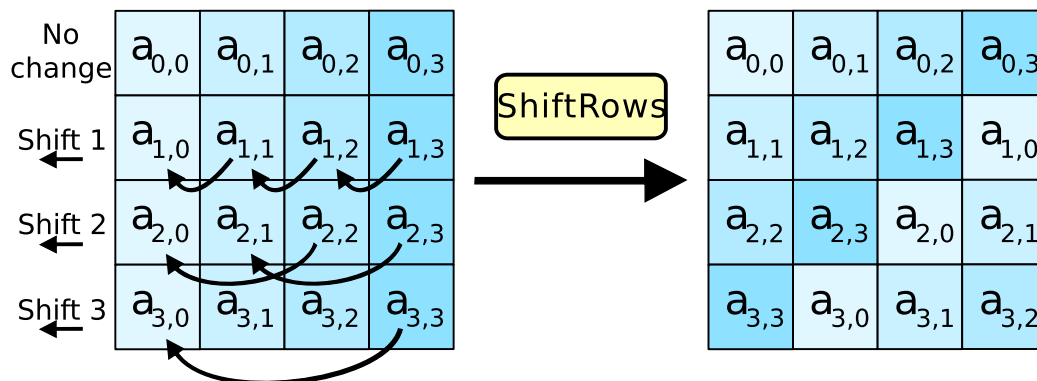 No
change
a0,0 a0,1 a0,2 a0,3
Shift 1
a1,0 a1,1 a1,2 a1,3
Shift 2
a2,0 a2,1 a2,2 a2,3
Shift 3
a3,0 a3,1 a3,2 a3,3
ShiftRows
a0,0 a0,1 a0,2 a0,3
a1,1 a1,2 a1,3 a1,0
a2,2 a2,3 a2,0 a2,1
a3,3 a3,0 a3,1 a3,2